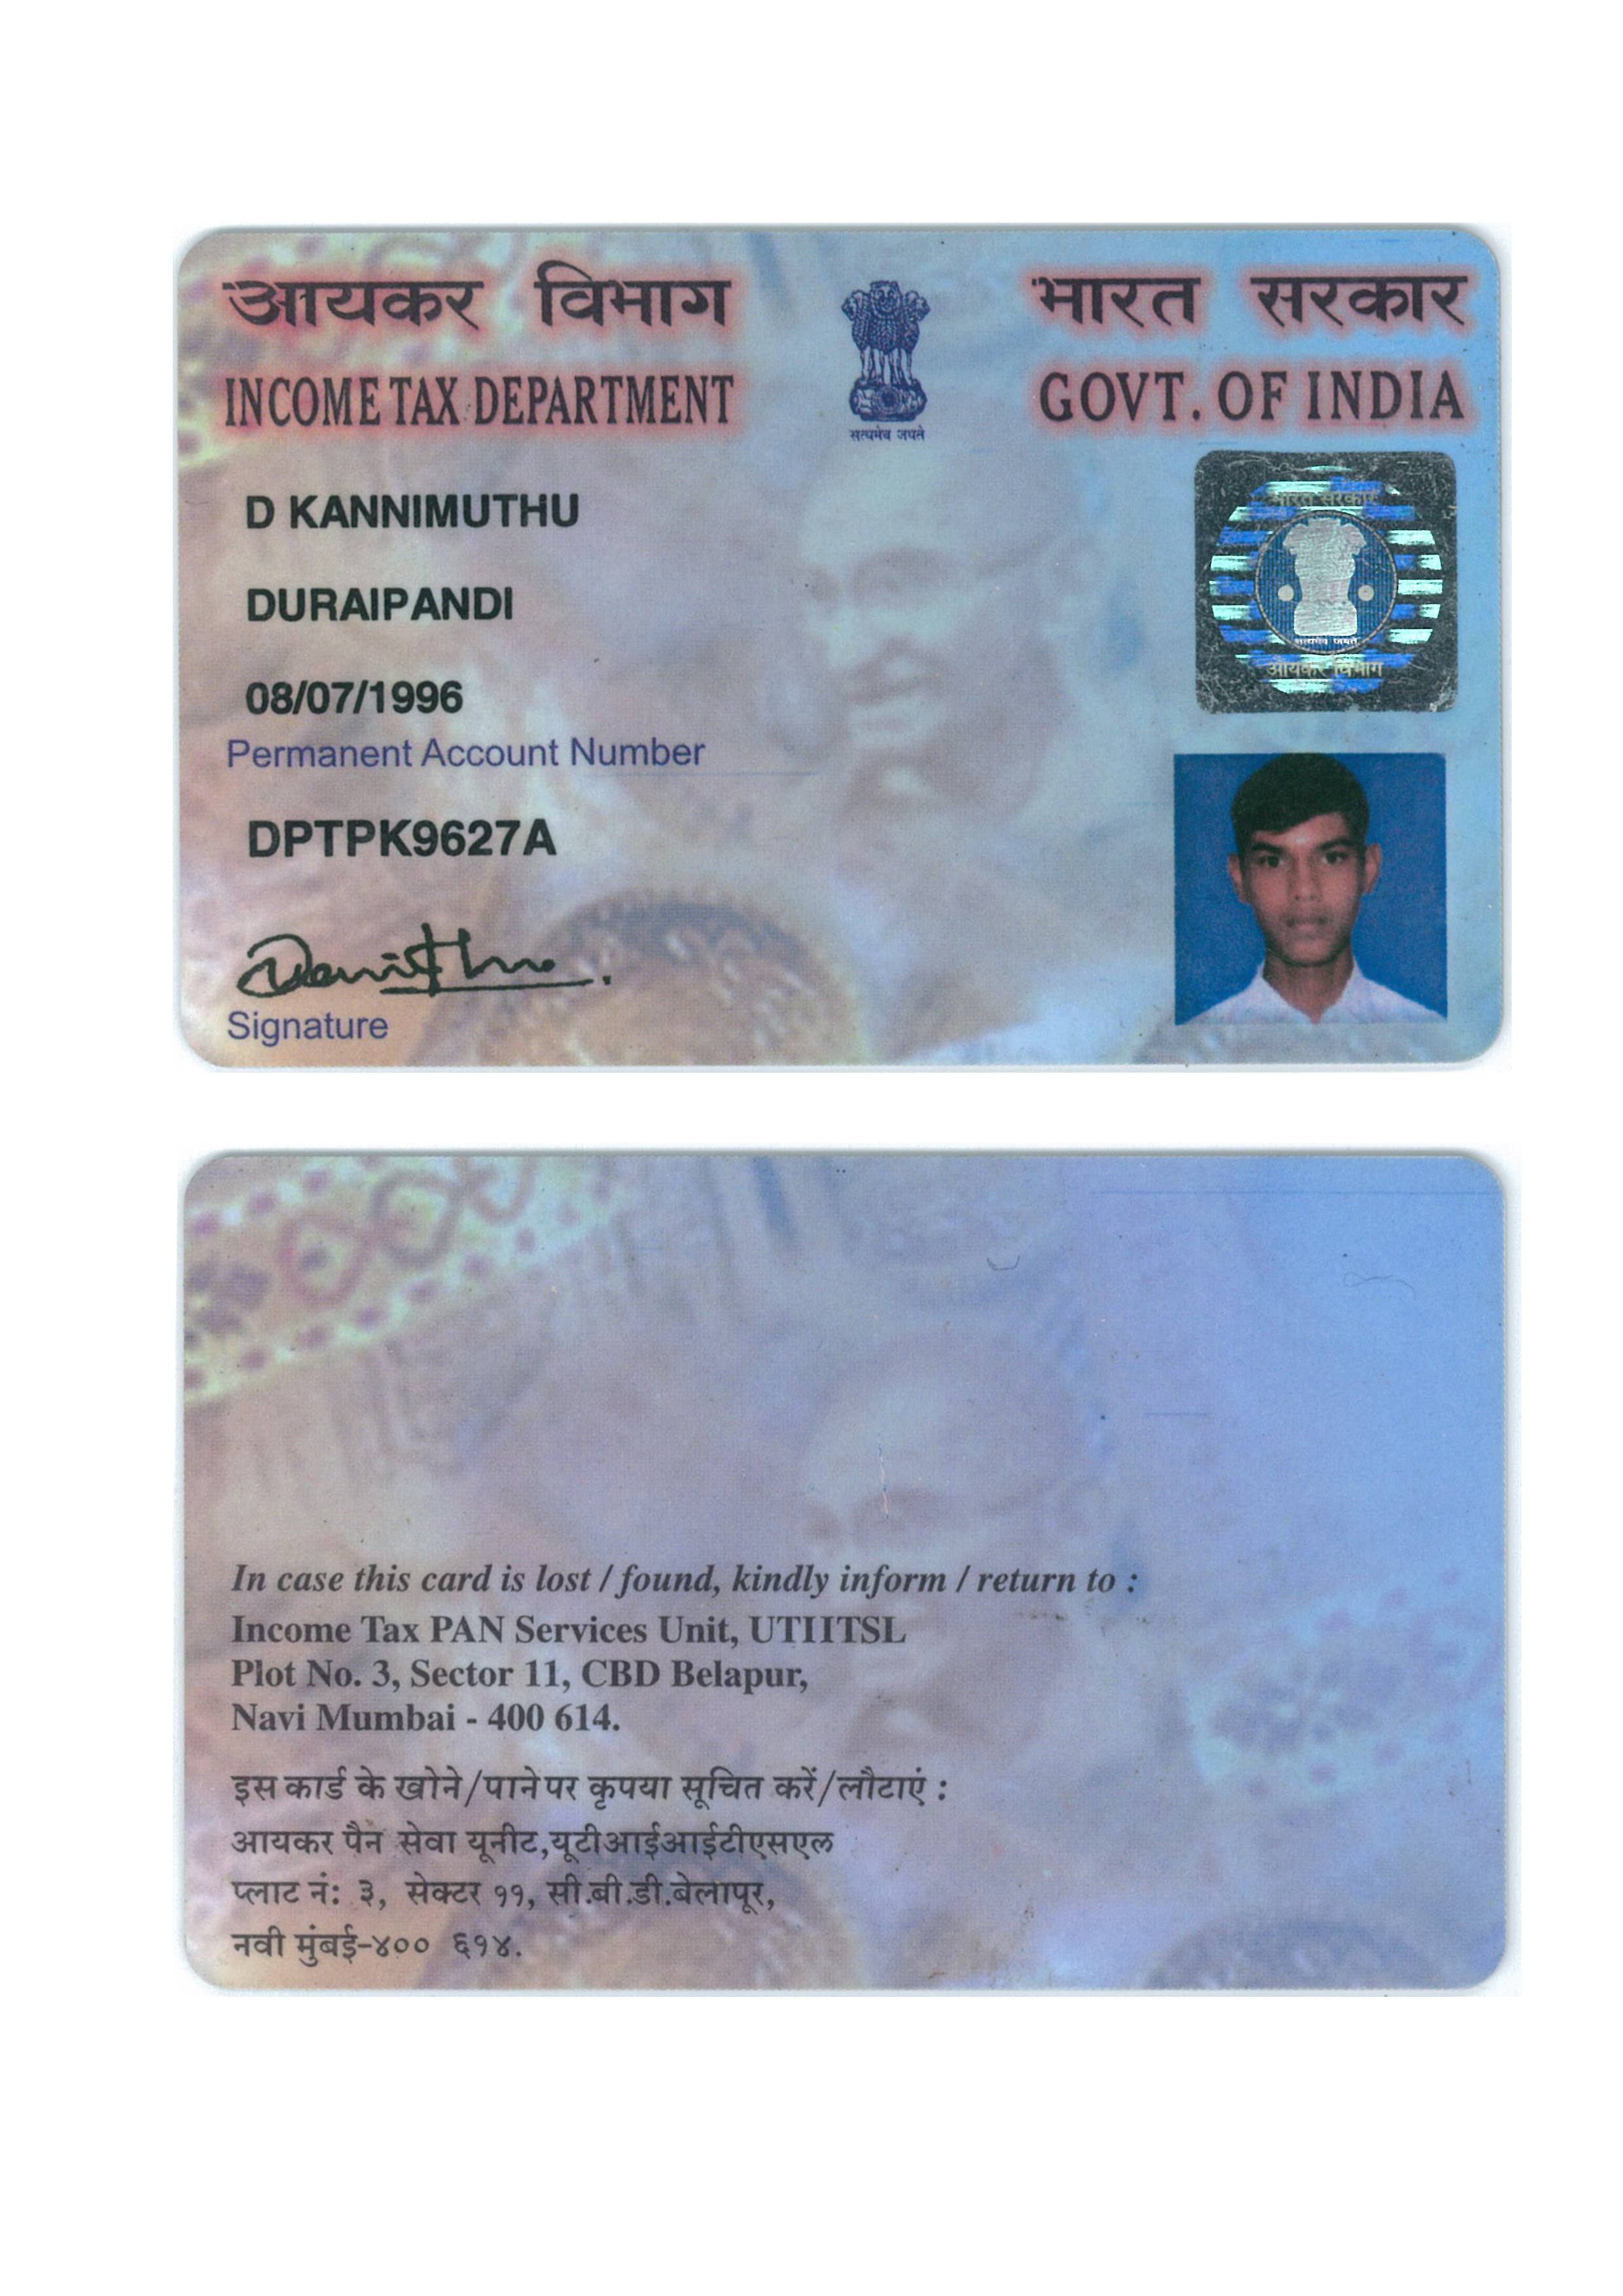 आयकर विभाग
INCOME TAX DEPARTMENT
सत्यमेव जयते
भारत सरकार
GOVT. OF INDIA
D KANNIMUTHU
DURAIPANDI
08/07/1996
Permanent Account Number
DPTPK9627A
Signature
भारत सरकार
सत्यमेव जयते
आयकर विभाग
In case this card is lost / found, kindly inform / return to :
Income Tax PAN Services Unit, UTIITSL
Plot No. 3, Sector 11, CBD Belapur,
Navi Mumbai - 400 614.
इस कार्ड के खोने/पाने पर कृपया सूचित करें/लौटाएं :
आयकर पैन सेवा यूनीट,यूटीआईआईटीएसएल
प्लाट नं: ३, सेक्टर ११, सी.बी.डी.बेलापूर,
नवी मुंबई-४०० ६१४.